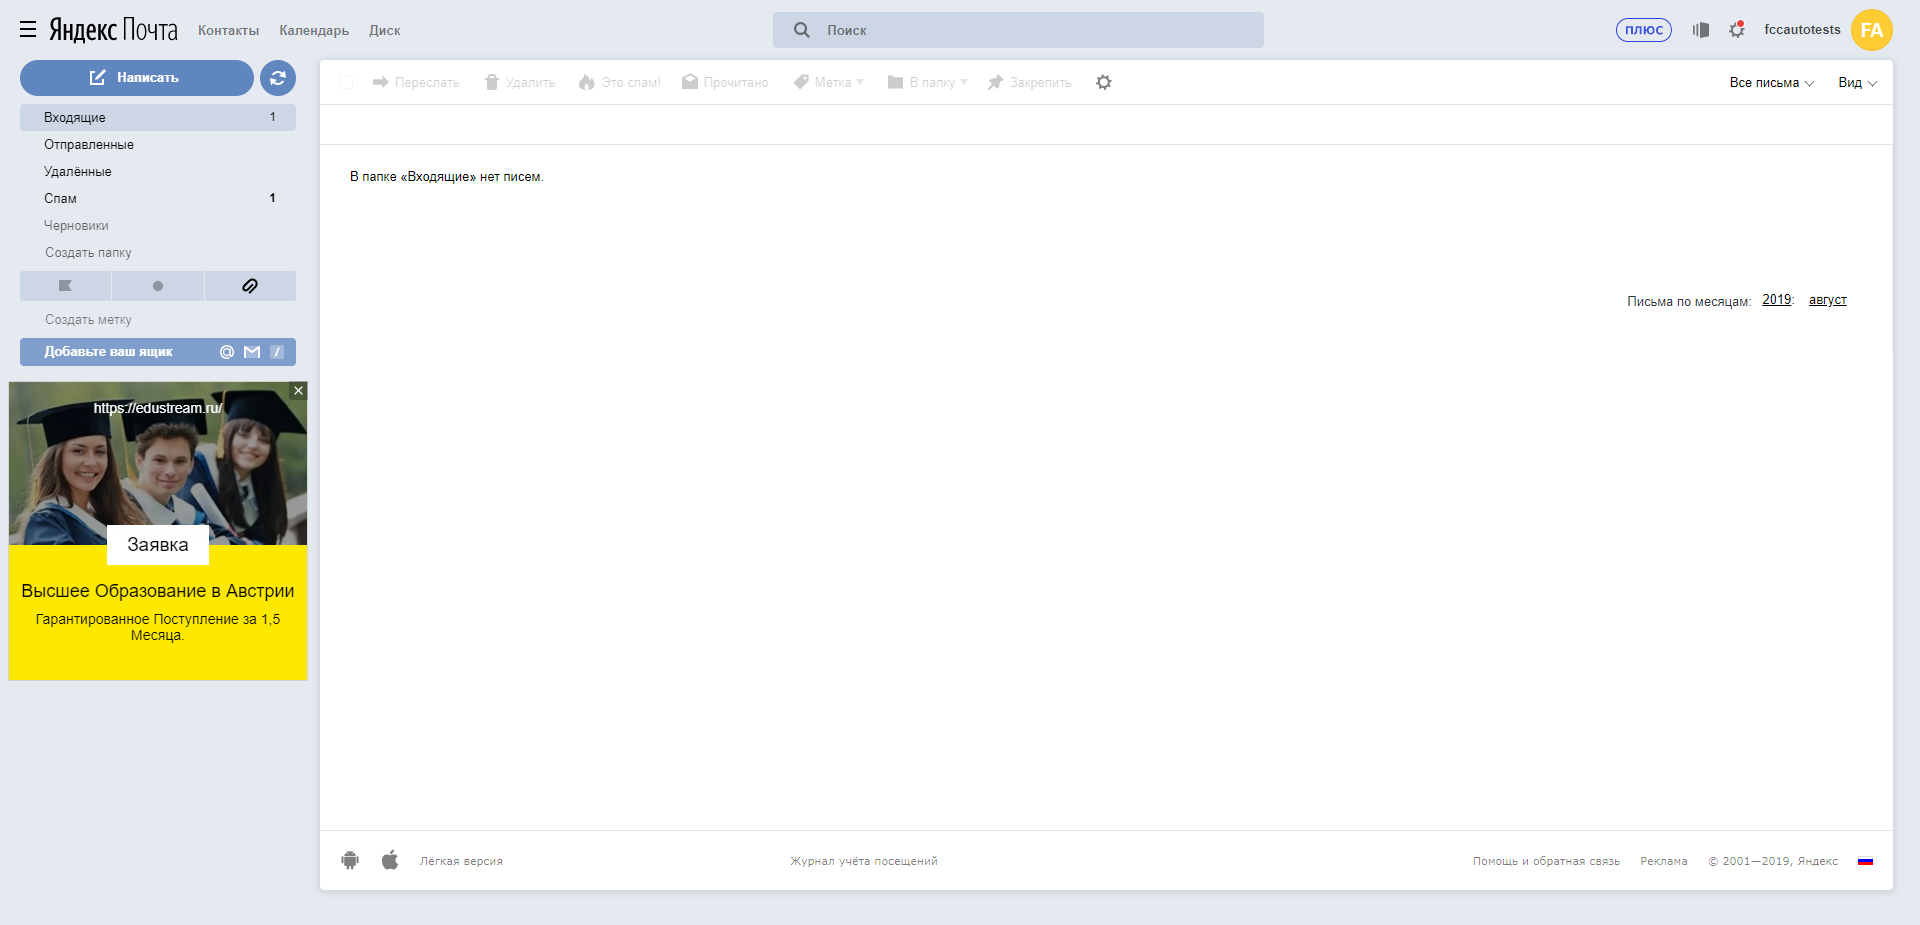 Яндекс Почта
Контакты
Календарь
Диск
Поиск
ПЛЮС
fccautotests
FA
Написать
Входящие 1
Отправленные
Удалённые
Спам 1
Черновики
Создать папку
Создать метку
Добавьте ваш ящик
https://edustream.ru/
Заявка
Высшее Образование в Австрии
Гарантированное Поступление за 1,5
Месяца.
Переслать
Удалить
Это спам!
Прочитано
Метка
В папку
Закрепить
Все письма
Вид
В папке «Входящие» нет писем.
Письма по месяцам: 2019: август
Лёгкая версия
Журнал учёта посещений
Помощь и обратная связь
Реклама
© 2001—2019, Яндекс